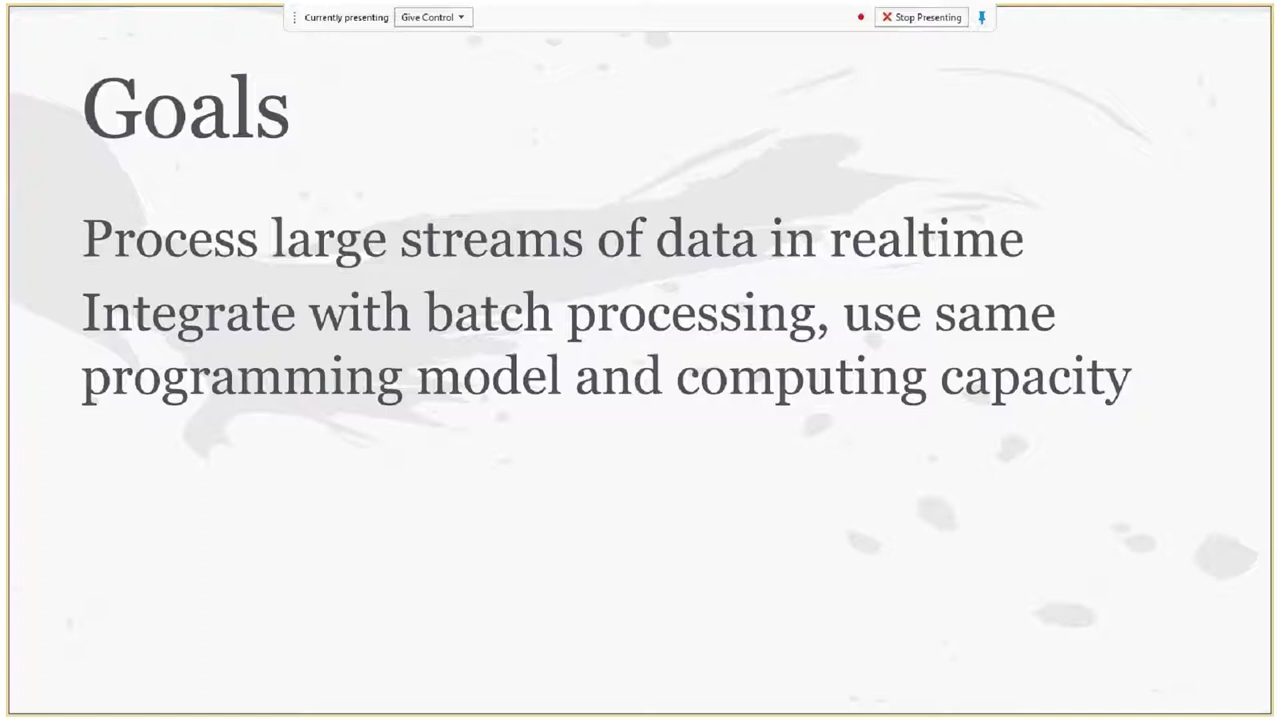 Currently presenting Give Control Stop Presenting
Goals
Process large streams of data in realtime
Integrate with batch processing, use same
programming model and computing capacity